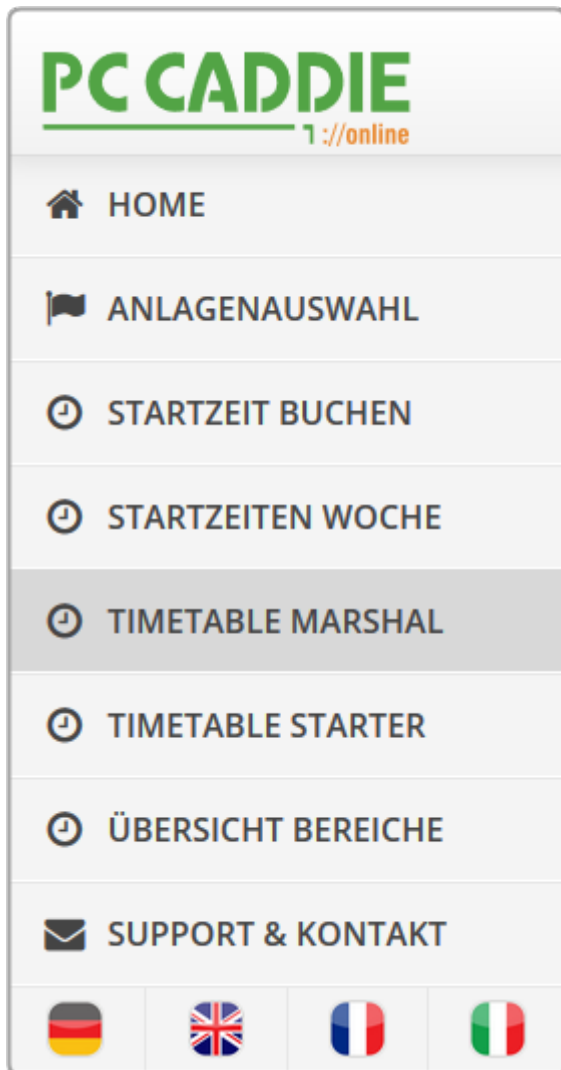 PC CADDIE
://online
HOME
ANLAGENAUSWAHL
STARTZEIT BUCHEN
STARTZEITEN WOCHE
TIMETABLE MARSHAL
TIMETABLE STARTER
ÜBERSICHT BEREICHE
SUPPORT & KONTAKT